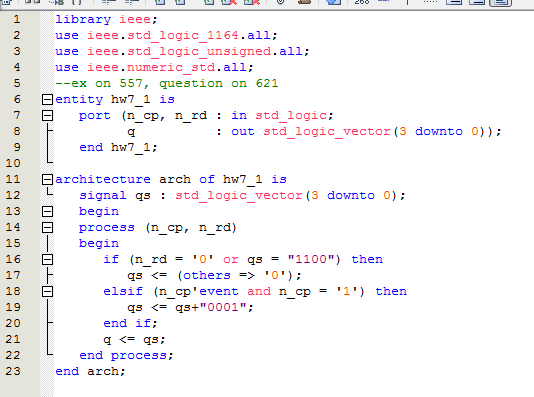 268
1 library ieee;
2 use ieee.std_logic_1164.all;
3 use ieee.std_logic_unsigned.all;
4 use ieee.numeric_std.all;
5 --ex on 557, question on 621
6 entity hw7_1 is
7 port (n_cp, n_rd : in std_logic;
8 q : out std_logic_vector(3 downto 0));
9 end hw7_1;
10
11 architecture arch of hw7_1 is
12 signal qs : std_logic_vector(3 downto 0);
13 begin
14 process (n_cp, n_rd)
15 begin
16 if (n_rd = '0' or qs = "1100") then
17 qs <= (others => '0');
18 elsif (n_cp'event and n_cp = '1') then
19 qs <= qs+"0001";
20 end if;
21 q <= qs;
22 end process;
23 end arch;